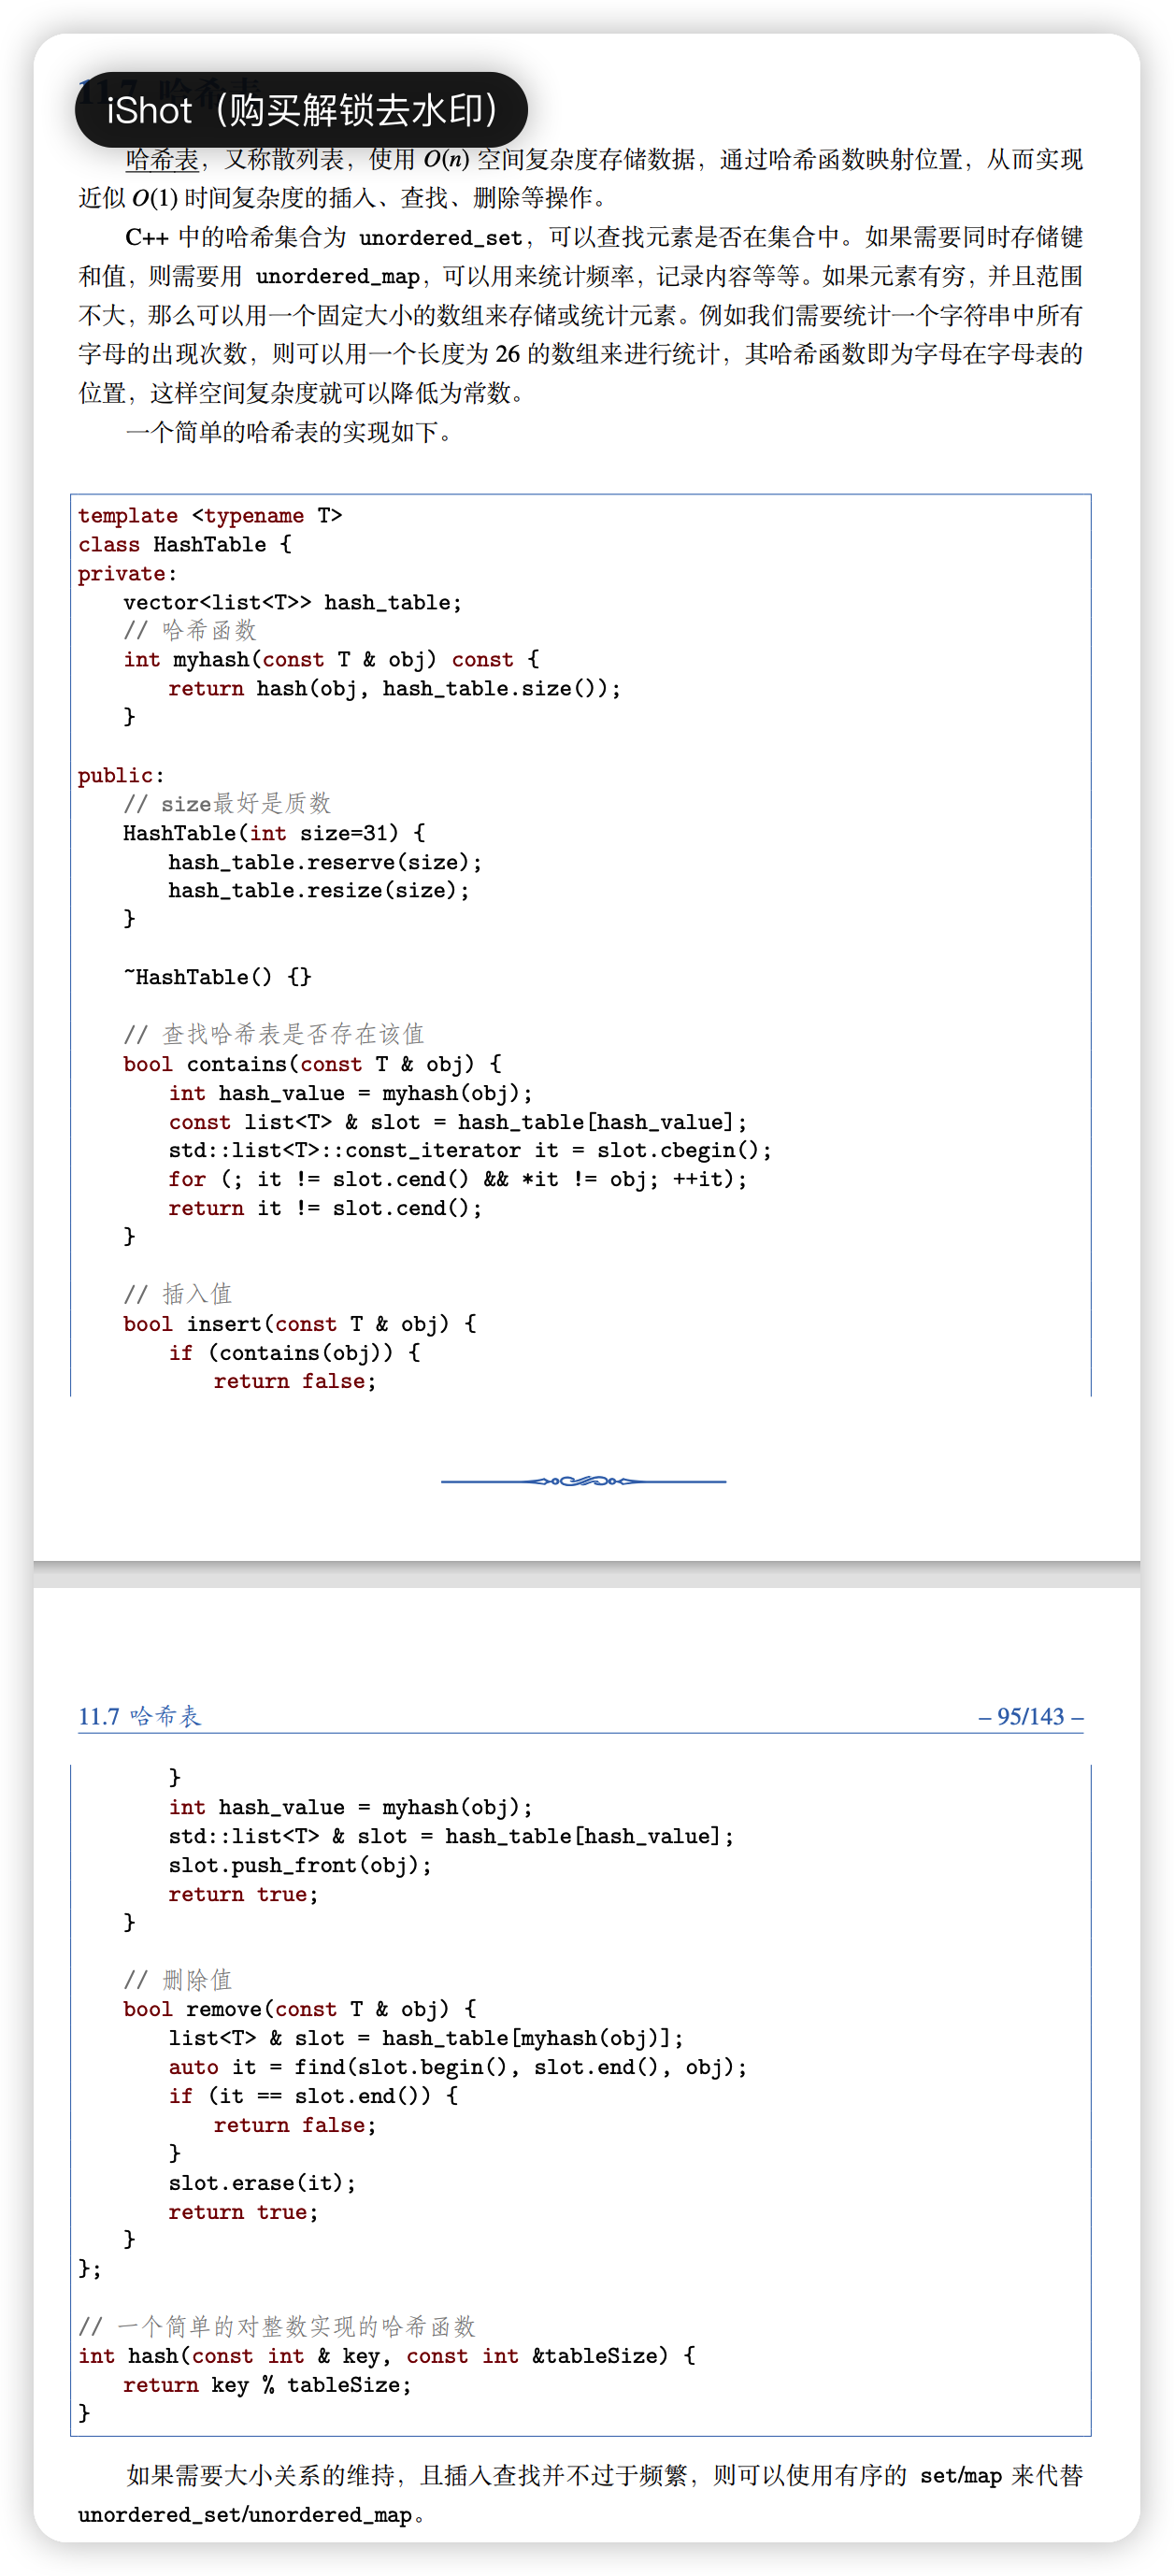 iShot（购买解锁去水印）
哈希表，又称散列表，使用 O(n) 空间复杂度存储数据，通过哈希函数映射位置，从而实现
近似 O(1) 时间复杂度的插入、查找、删除等操作。
C++ 中的哈希集合为 unordered_set，可以查找元素是否在集合中。如果需要同时存储键
和值，则需要用 unordered_map，可以用来统计频率，记录内容等等。如果元素有穷，并且范围
不大，那么可以用一个固定大小的数组来存储或统计元素。例如我们需要统计一个字符串中所有
字母的出现次数，则可以用一个长度为 26 的数组来进行统计，其哈希函数即为字母在字母表的
位置，这样空间复杂度就可以降低为常数。
一个简单的哈希表的实现如下。
template <typename T>
class HashTable {
private:
vector<list<T>> hash_table;
// 哈希函数
int myhash(const T & obj) const {
return hash(obj, hash_table.size());
}
public:
// size最好是质数
HashTable(int size=31) {
hash_table.reserve(size);
hash_table.resize(size);
}
~HashTable() {}
// 查找哈希表是否存在该值
bool contains(const T & obj) {
int hash_value = myhash(obj);
const list<T> & slot = hash_table[hash_value];
std::list<T>::const_iterator it = slot.cbegin();
for (; it != slot.cend() && *it != obj; ++it);
return it != slot.cend();
}
// 插入值
bool insert(const T & obj) {
if (contains(obj)) {
return false;
11.7 哈希表 – 95/143 –
}
int hash_value = myhash(obj);
std::list<T> & slot = hash_table[hash_value];
slot.push_front(obj);
return true;
}
// 删除值
bool remove(const T & obj) {
list<T> & slot = hash_table[myhash(obj)];
auto it = find(slot.begin(), slot.end(), obj);
if (it == slot.end()) {
return false;
}
slot.erase(it);
return true;
}
};
// 一个简单的对整数实现的哈希函数
int hash(const int & key, const int &tableSize) {
return key % tableSize;
}
如果需要大小关系的维持，且插入查找并不过于频繁，则可以使用有序的 set/map 来代替
unordered_set/unordered_map。